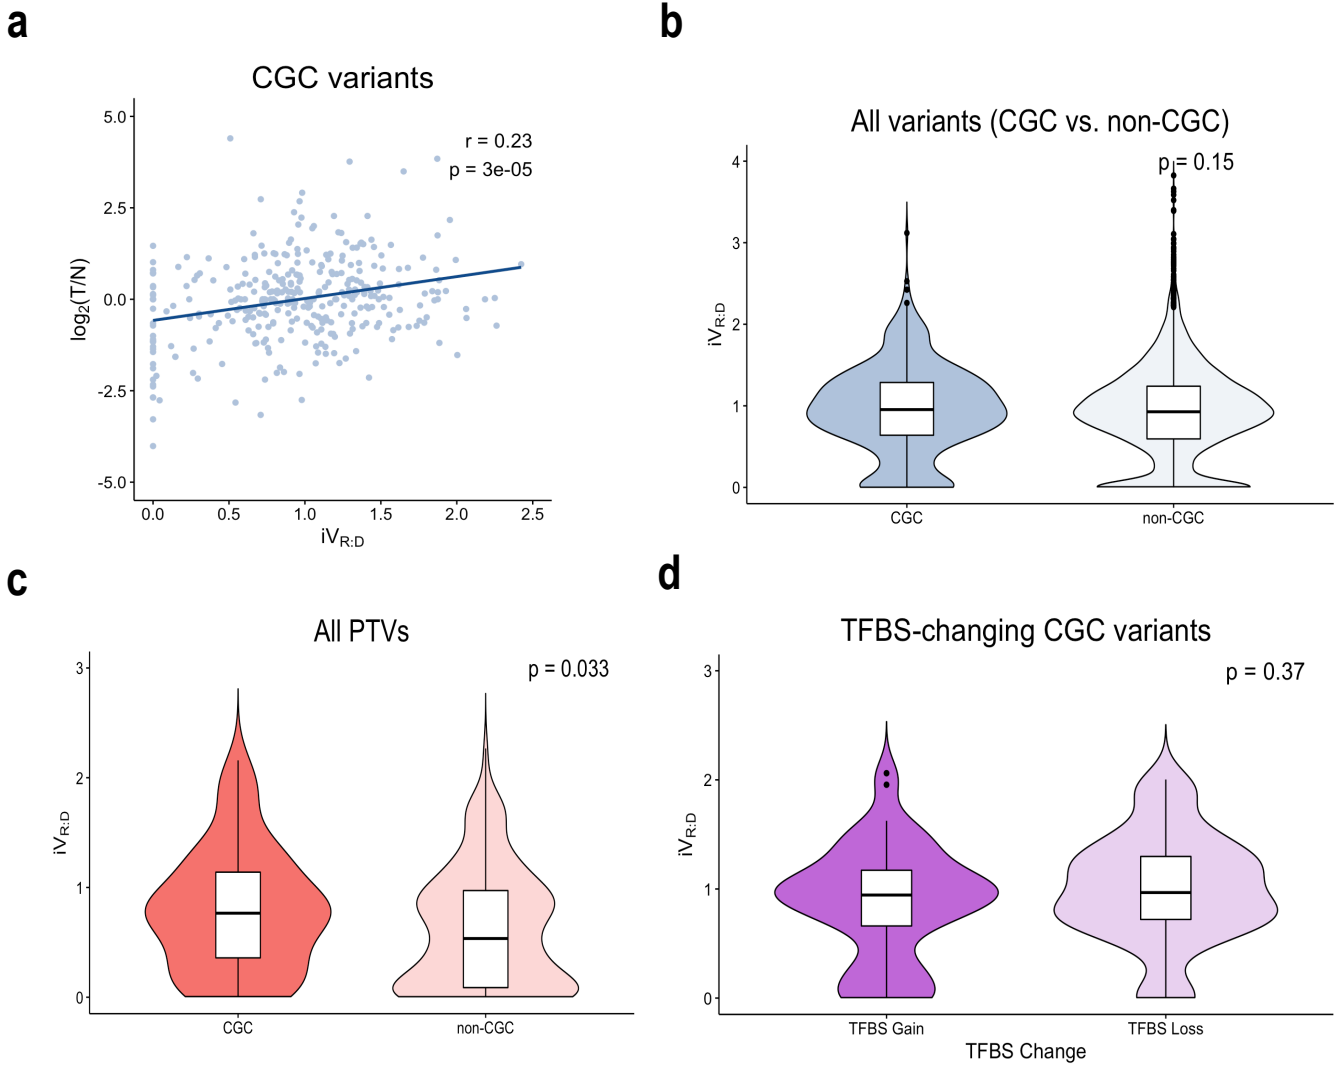 a
CGC variants
r = 0.23
p = 3e-05
log2(T/N)
5.0
2.5
0.0
-2.5
-5.0
0.0 0.5 1.0 1.5 2.0 2.5
iVR:D
b
All variants (CGC vs. non-CGC)
p = 0.15
iVR:D
4
3
2
1
0
CGC non-CGC
c
All PTVs
p = 0.033
iVR:D
3
2
1
0
CGC non-CGC
d
TFBS-changing CGC variants
p = 0.37
iVR:D
3
2
1
0
TFBS Gain TFBS Loss
TFBS Change